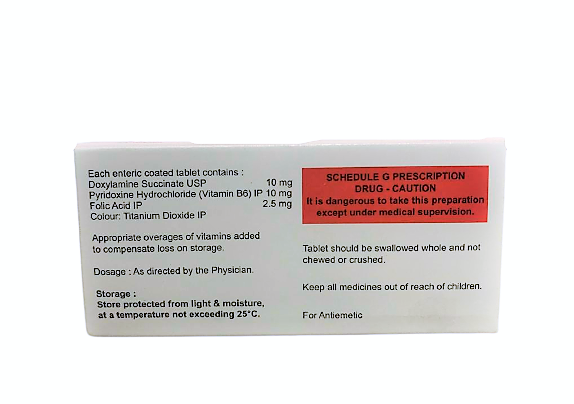 Each enteric coated tablet contains :
Doxylamine Succinate USP 10 mg
Pyridoxine Hydrochloride (Vitamin B6) IP 10 mg
Folic Acid IP 2.5 mg
Colour: Titanium Dioxide IP
Appropriate overages of vitamins added
to compensate loss on storage.
Dosage : As directed by the Physician.
Storage :
Store protected from light & moisture,
at a temperature not exceeding 25°C.
SCHEDULE G PRESCRIPTION
DRUG - CAUTION
It is dangerous to take this preparation
except under medical supervision.
Tablet should be swallowed whole and not
chewed or crushed.
Keep all medicines out of reach of children.
For Antiemetic